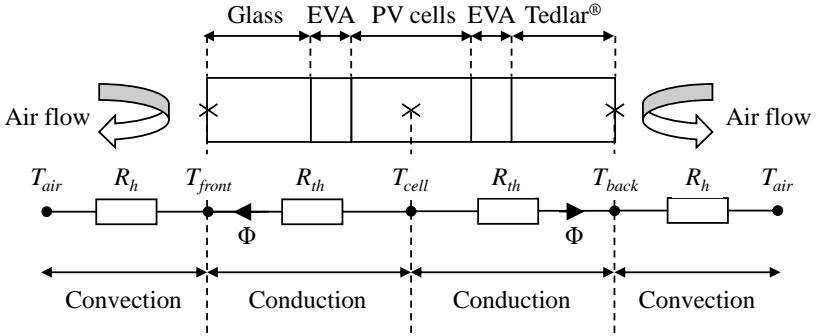 Glass EVA PV cells EVA Tedlar®
Air flow Air flow
T_air R_h T_front R_th T_cell R_th T_back R_h T_air
Φ Φ
Convection Conduction Conduction Convection